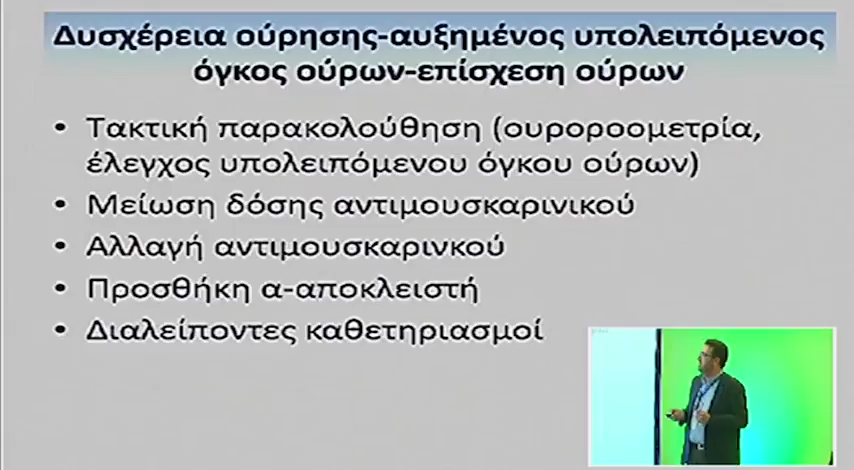 Δυσχέρεια ούρησης-αυξημένος υπολειπόμενος
όγκος ούρων-επίσχεση ούρων
• Τακτική παρακολούθηση (ουροροομετρία,
έλεγχος υπολειπόμενου όγκου ούρων)
• Μείωση δόσης αντιμουσκαρινικού
• Αλλαγή αντιμουσκαρινκού
• Προσθήκη α-αποκλειστή
• Διαλείποντες καθετηριασμοί